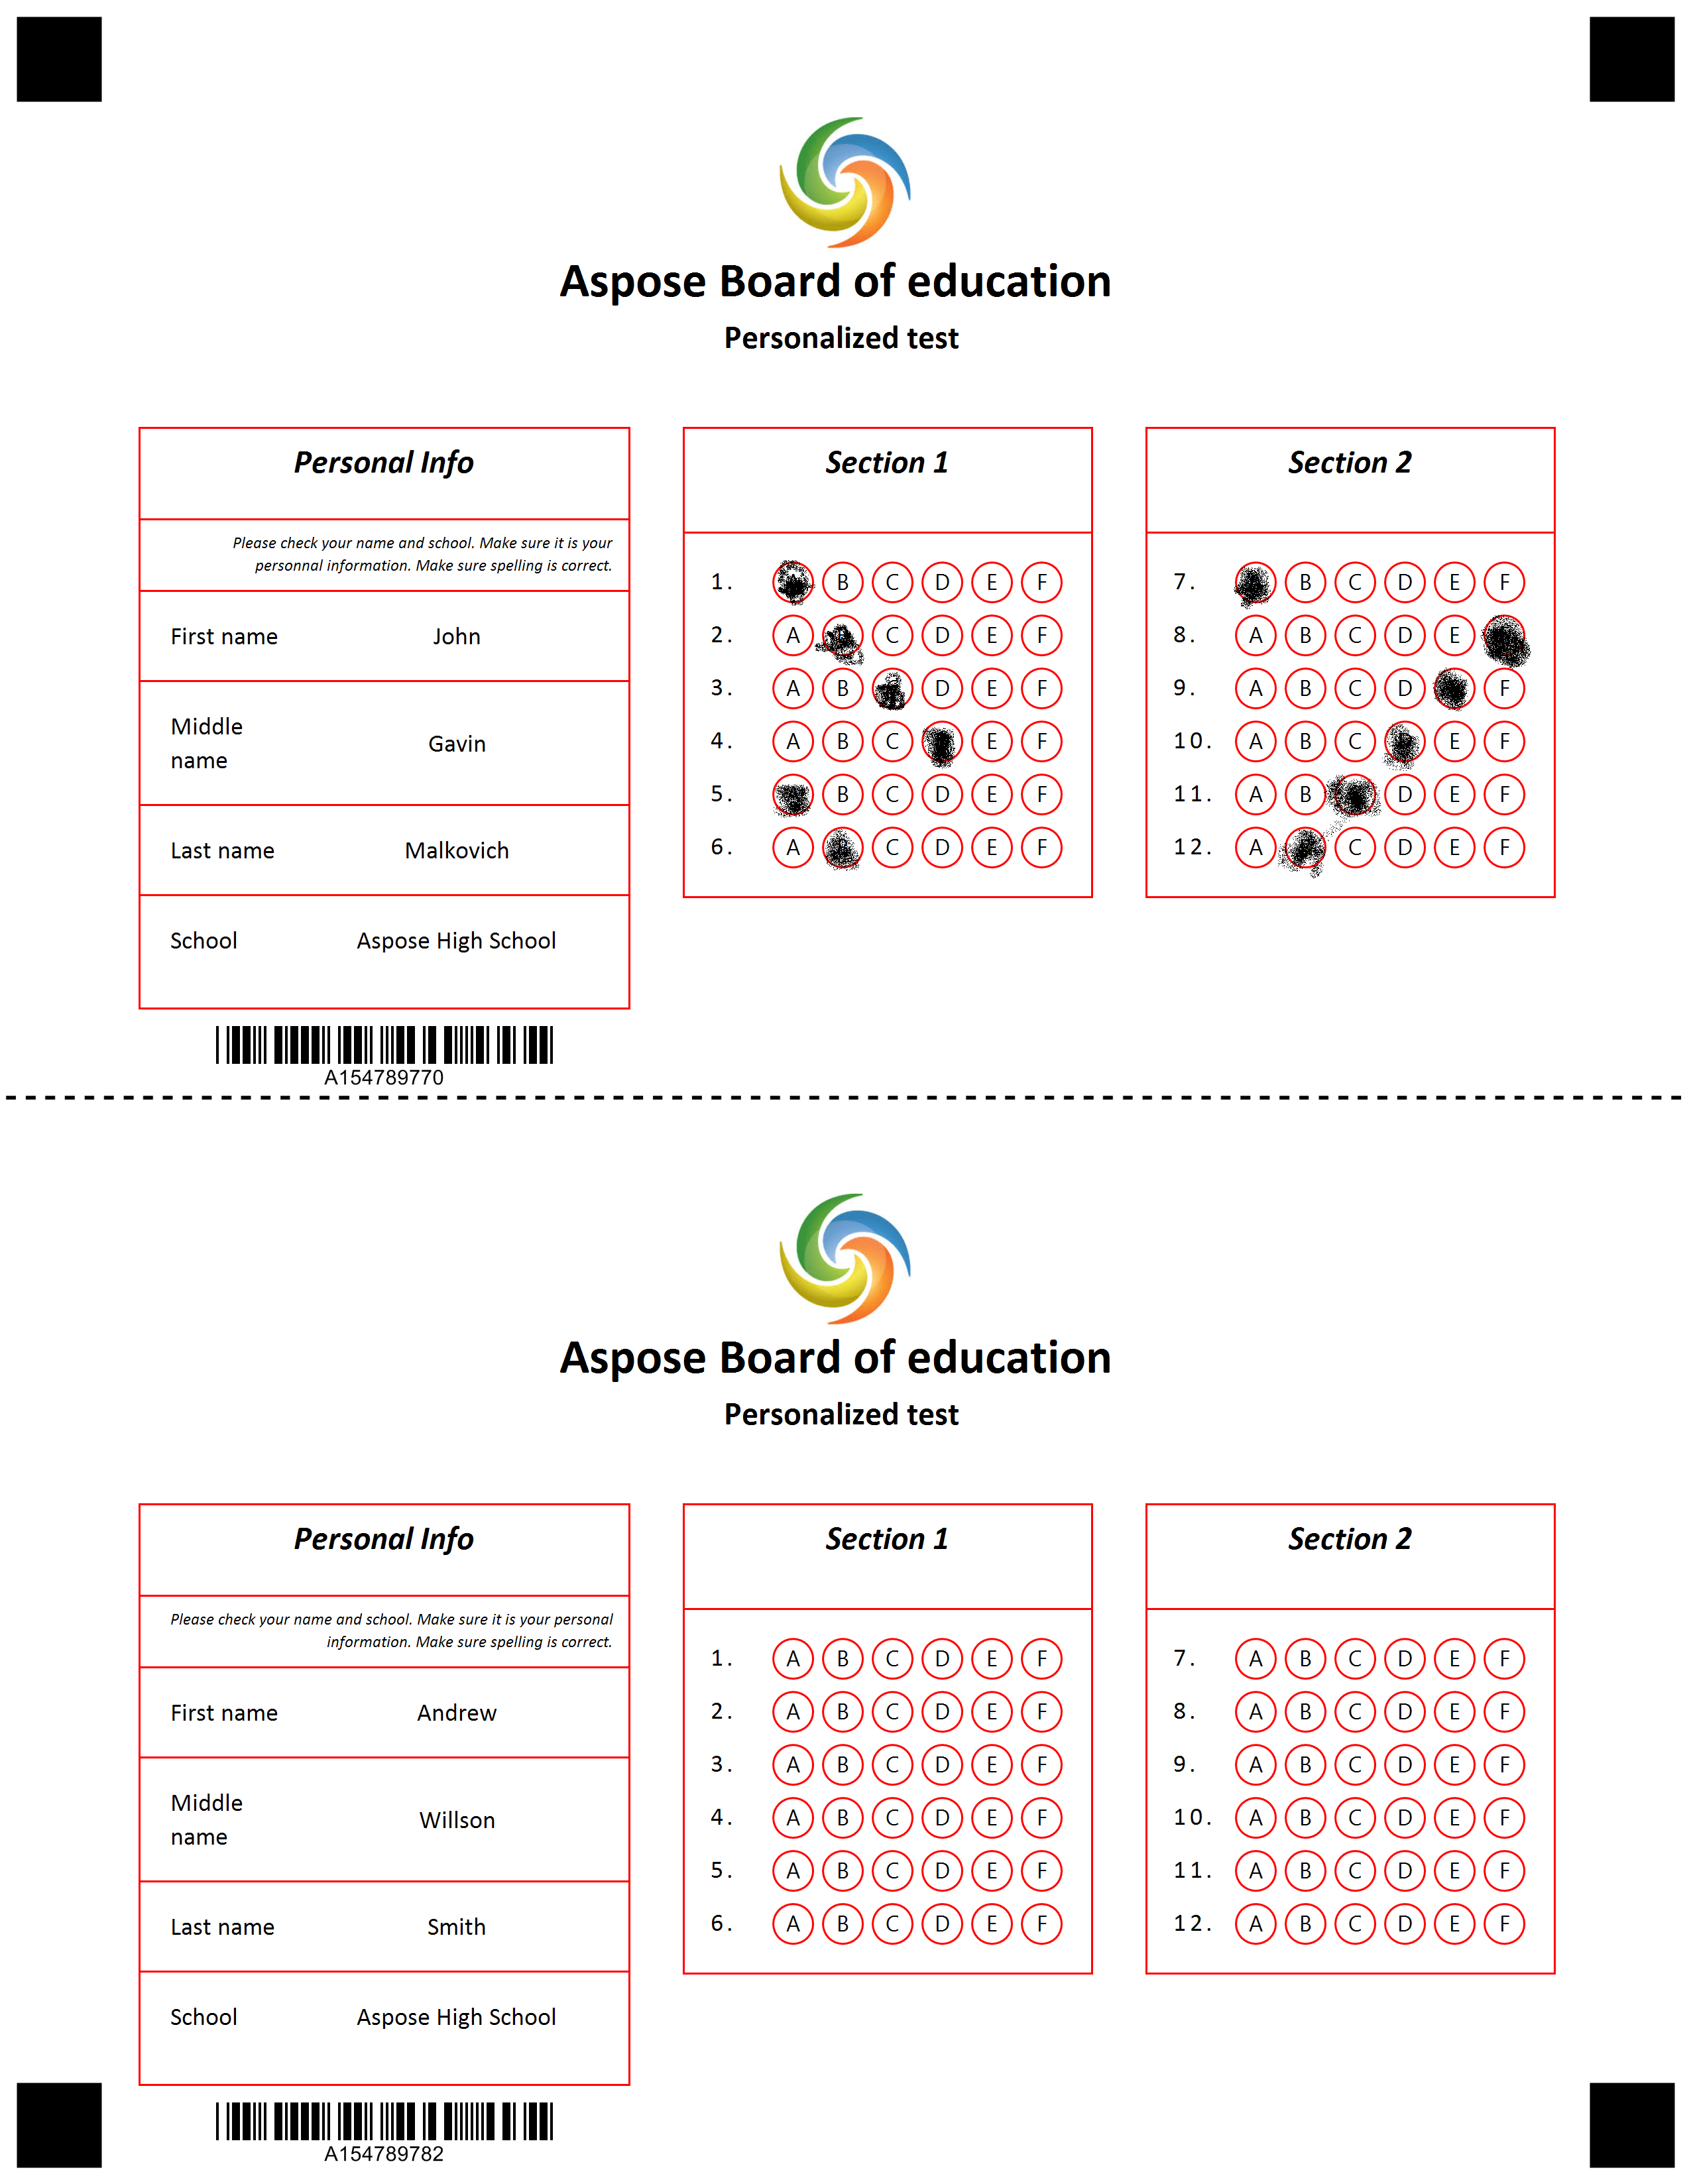 Aspose Board of education
Personalized test
Personal Info
Please check your name and school. Make sure it is your
personnal information. Make sure spelling is correct.
First name John
Middle
name
Gavin
Last name Malkovich
School Aspose High School
A154789770
Section 1
1. B C D E F
2. A C D E F
3. A B D E F
4. A B C E F
5. B C D E F
6. A C D E F
Section 2
7. B C D E F
8. A B C D E
9. A B C D F
10. A B C E F
11. A B D E F
12. A C D E F
Aspose Board of education
Personalized test
Personal Info
Please check your name and school. Make sure it is your personal
information. Make sure spelling is correct.
First name Andrew
Middle
name
Willson
Last name Smith
School Aspose High School
A154789782
Section 1
1. A B C D E F
2. A B C D E F
3. A B C D E F
4. A B C D E F
5. A B C D E F
6. A B C D E F
Section 2
7. A B C D E F
8. A B C D E F
9. A B C D E F
10. A B C D E F
11. A B C D E F
12. A B C D E F